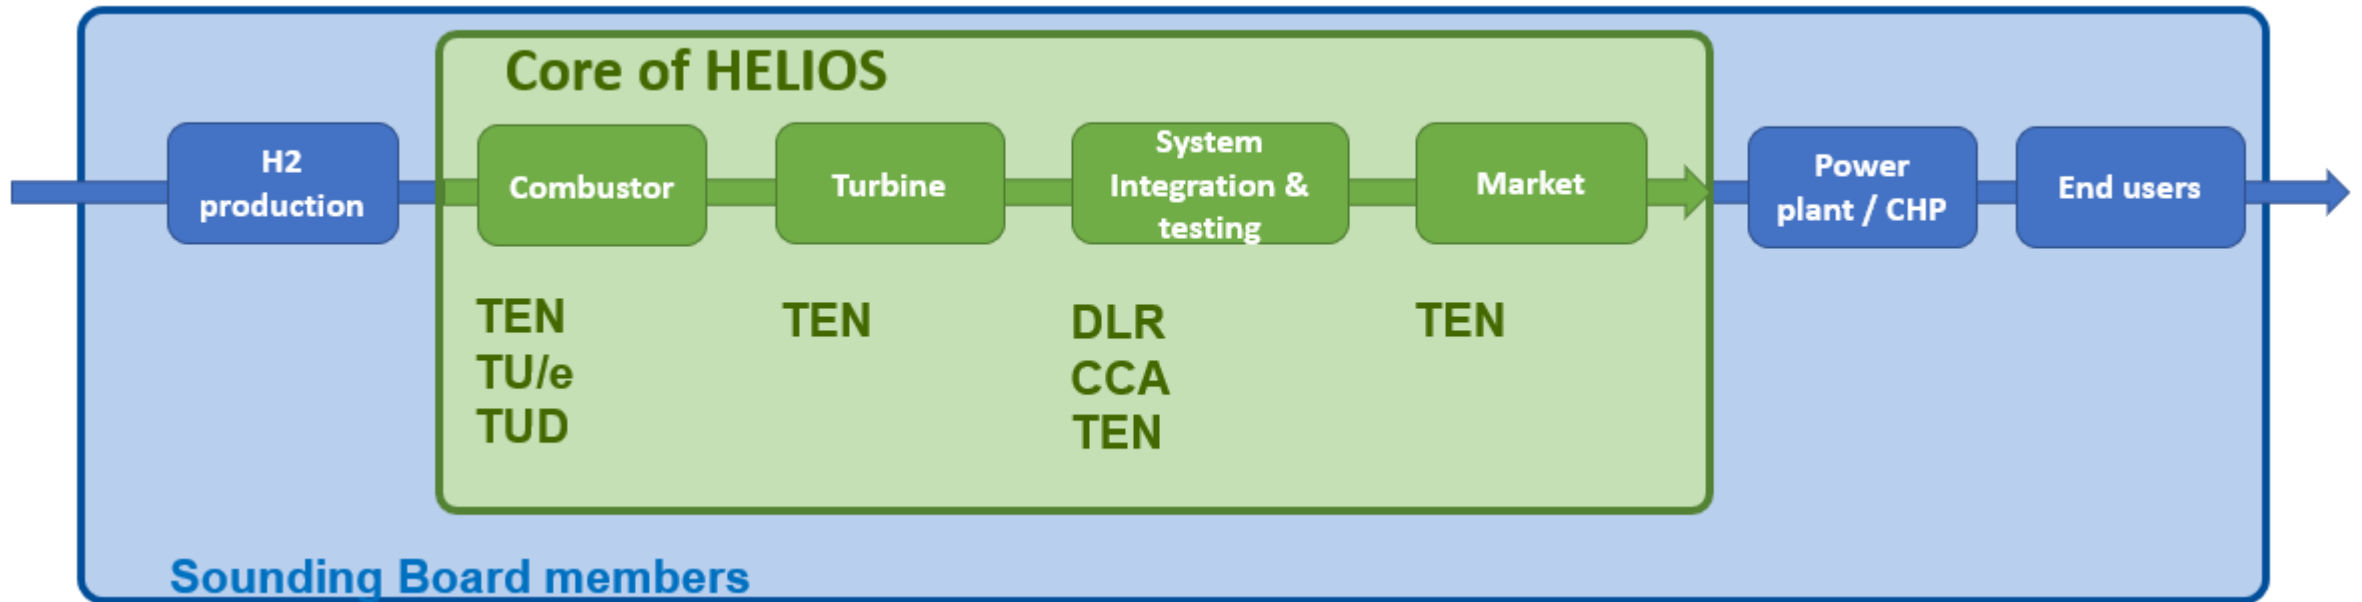 Core of HELIOS
H2
production
Combustor
Turbine
System
Integration &
testing
Market
Power
plant / CHP
End users
TEN
TU/e
TUD
TEN
DLR
CCA
TEN
TEN
Sounding Board members